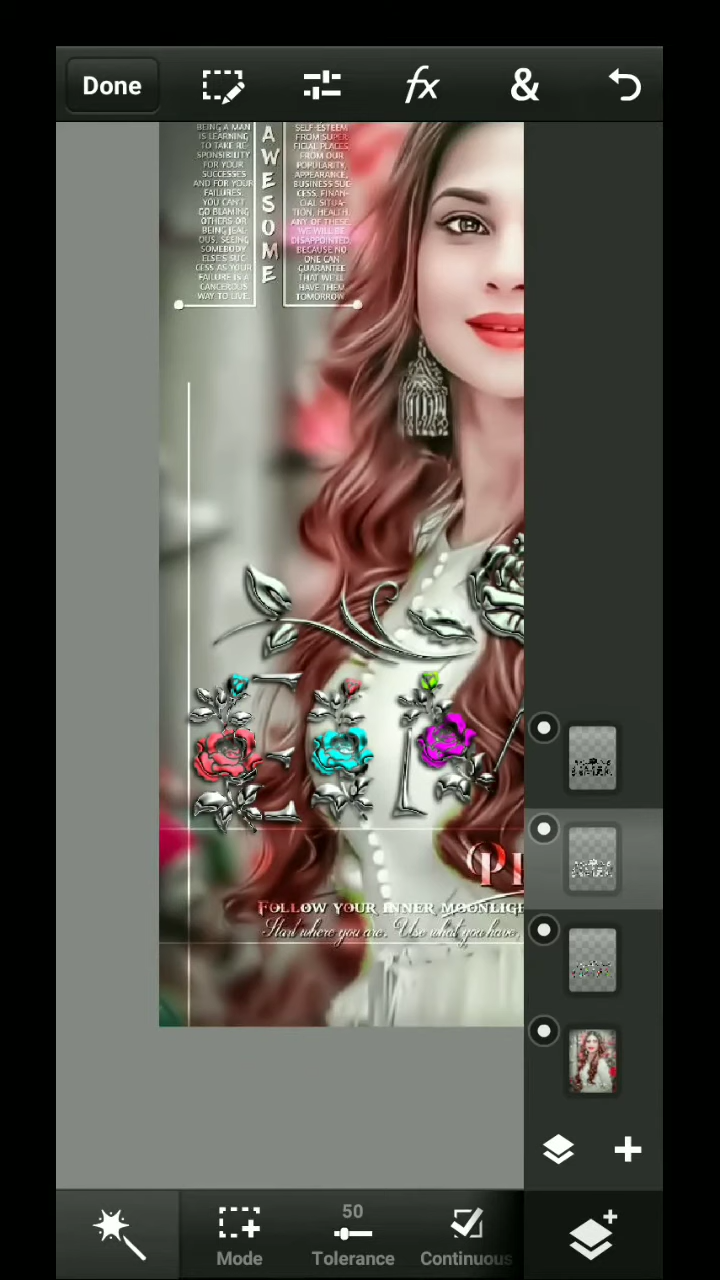 Done
fx
&
BEING A MAN
IS LEARNING
TO TAKE RE-
SPONSIBILITY
FOR YOUR
SUCCESSES
AND FOR YOUR
FAILURES.
YOU CAN'T
GO BLAMING
OTHERS OR
BEING JEAL-
OUS. SEEING
SOMEBODY
ELSE'S SUC-
CESS AS YOUR
FAILURE IS A
CANCEROUS
WAY TO LIVE.
AWESOME
SELF-ESTEEM
FROM SUPER-
FICIAL PLACES
FROM OUR
POPULARITY,
APPEARANCE,
BUSINESS SUC-
CESS, FINAN-
CIAL SITUA-
TION, HEALTH,
ANY OF THESE,
WE WILL BE
DISAPPOINTED,
BECAUSE NO
ONE CAN
GUARANTEE
THAT WE'LL
HAVE THEM
TOMORROW.
FOLLOW YOUR INNER MOONLIGH
Start where you are. Use what you have,
50
Mode
Tolerance
Continuous